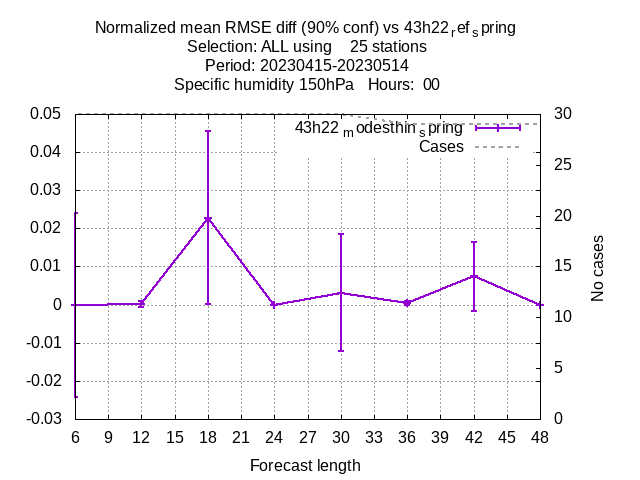 Normalized mean RMSE diff (90% conf) vs 43h22refspring
Selection: ALL using 25 stations
Period: 20230415-20230514
Specific humidity 150hPa Hours: 00
43h22modesthinspring
Cases
0.05
0.04
0.03
0.02
0.01
0
-0.01
-0.02
-0.03
30
25
20
15
10
5
0
No cases
6 9 12 15 18 21 24 27 30 33 36 39 42 45 48
Forecast length